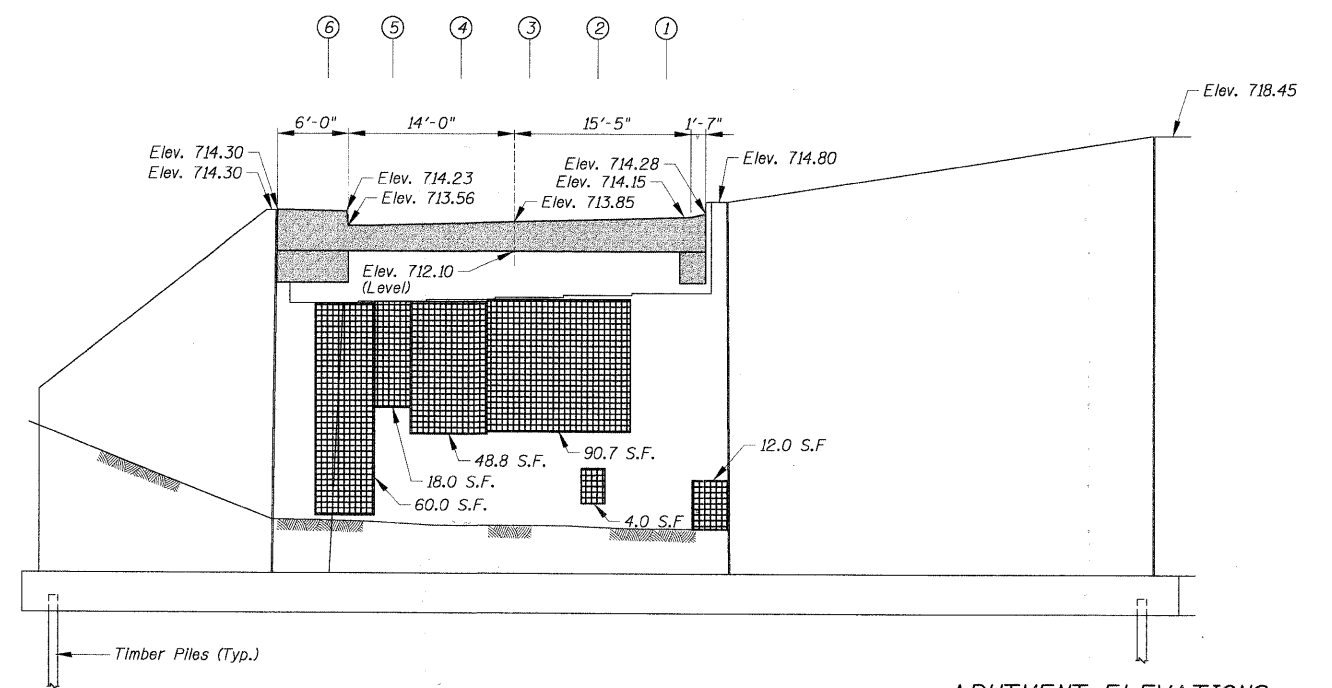 6 5 4 3 2 1
Elev. 718.45
6'-0" 14'-0" 15'-5" 1'-7"
Elev. 714.30
Elev. 714.30
Elev. 714.23
Elev. 713.56
Elev. 714.28
Elev. 714.15
Elev. 713.85
Elev. 714.80
Elev. 712.10
(Level)
12.0 S.F
48.8 S.F.
90.7 S.F.
18.0 S.F.
60.0 S.F.
4.0 S.F
Timber Piles (Typ.)
ABUTMENT ELEVATIONS